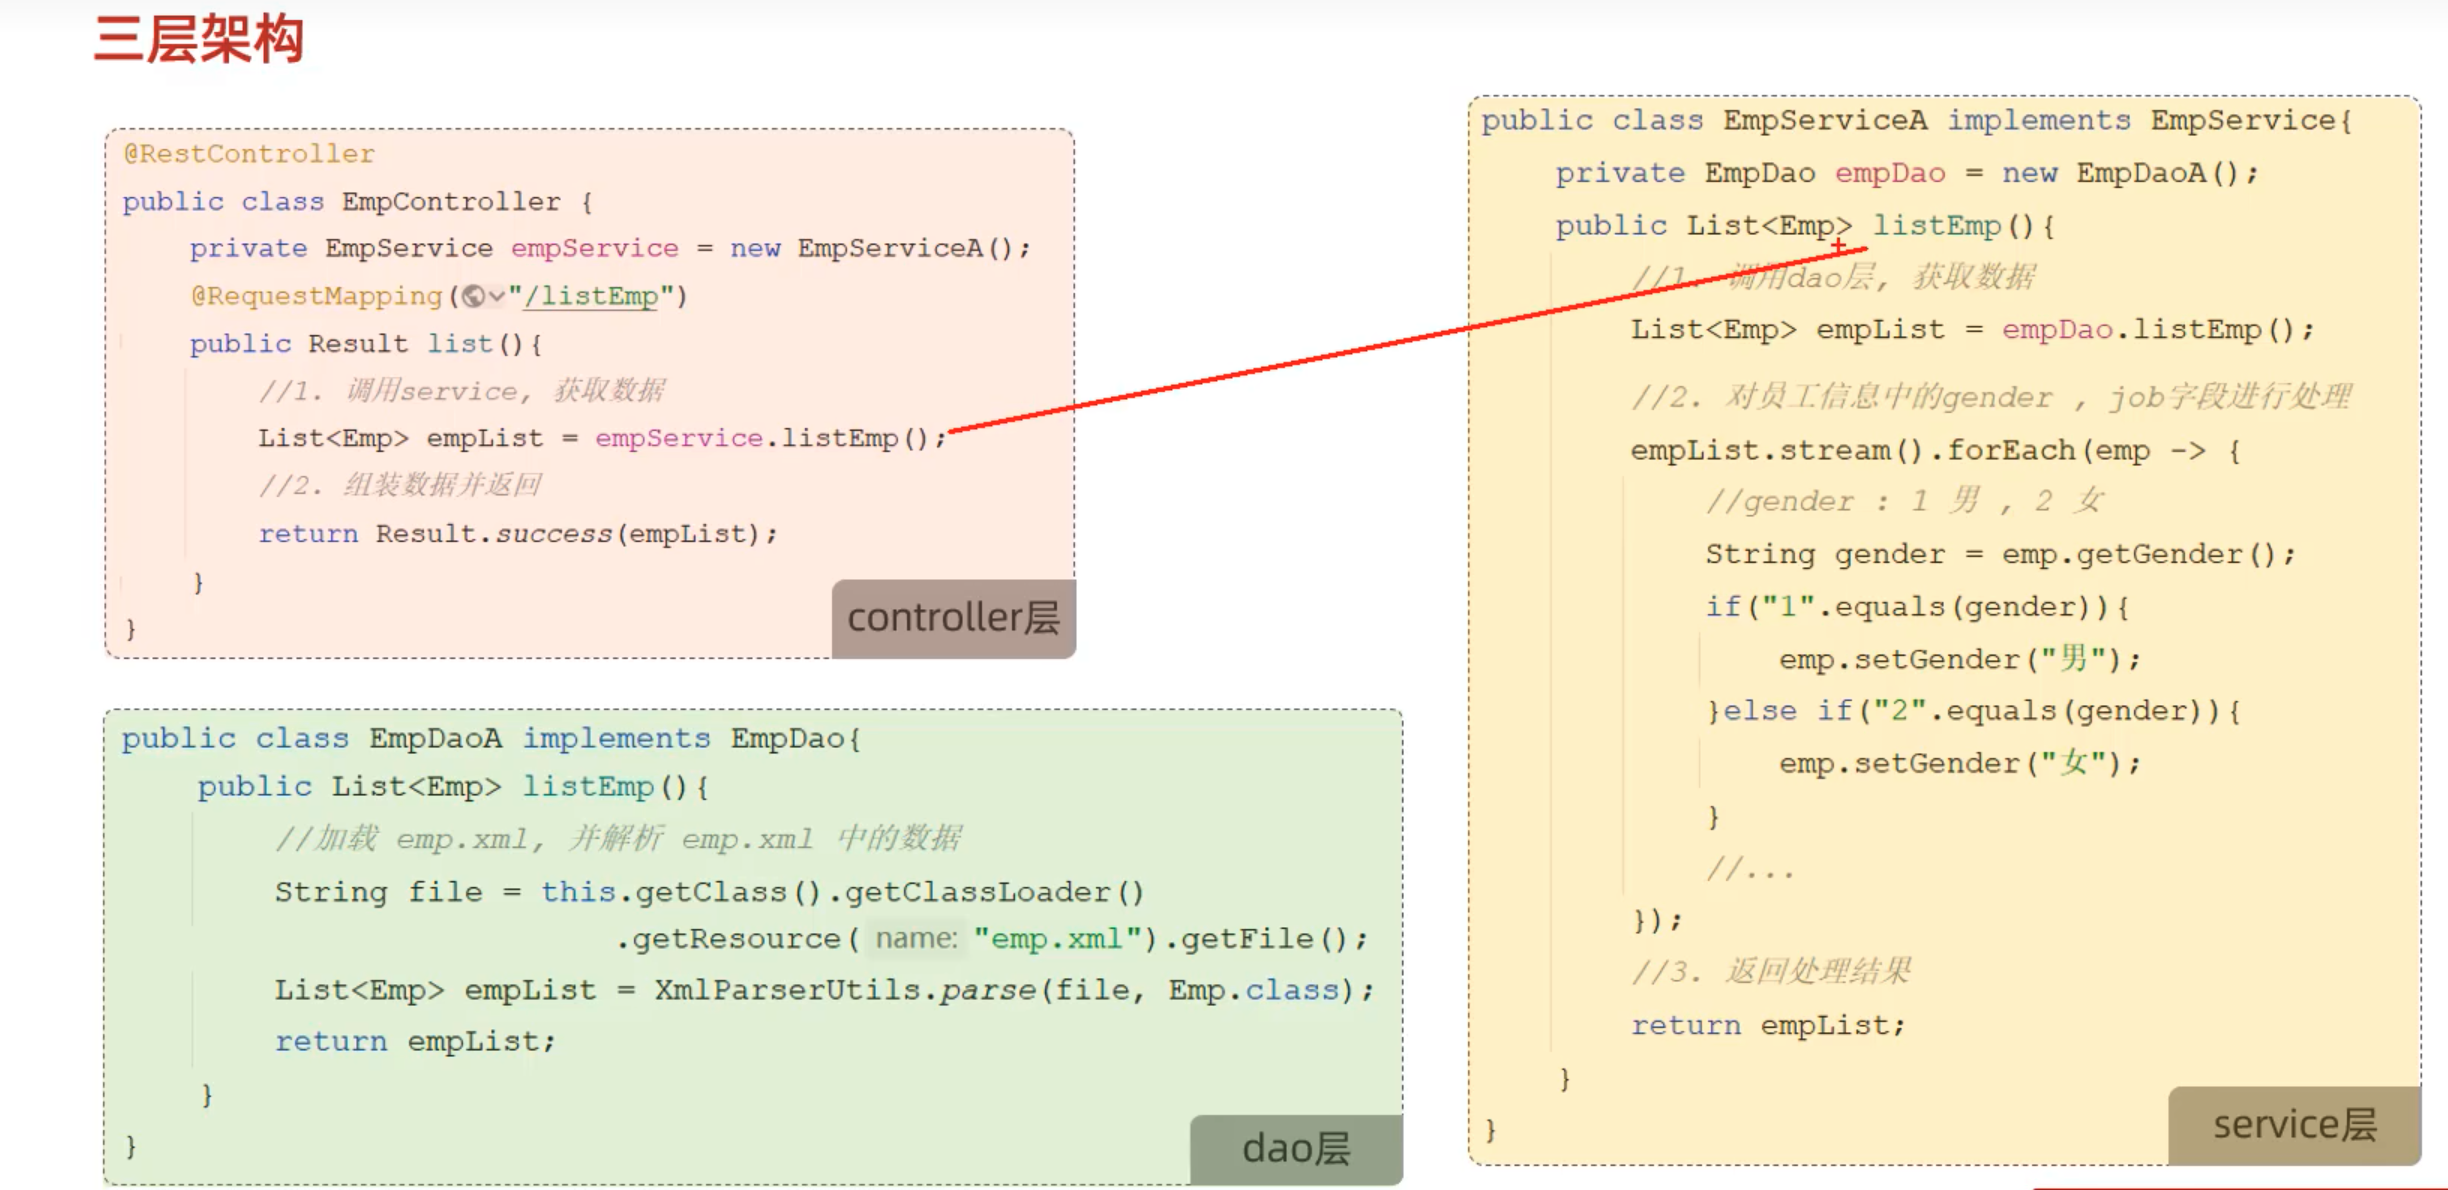 三层架构
@RestController
public class EmpController {
private EmpService empService = new EmpServiceA();
@RequestMapping("/listEmp")
public Result list(){
//1. 调用service, 获取数据
List<Emp> empList = empService.listEmp();
//2. 组装数据并返回
return Result.success(empList);
}
}
controller层
public class EmpDaoA implements EmpDao{
public List<Emp> listEmp(){
//加载 emp.xml, 并解析 emp.xml 中的数据
String file = this.getClass().getClassLoader()
.getResource( name: "emp.xml").getFile();
List<Emp> empList = XmlParserUtils.parse(file, Emp.class);
return empList;
}
}
dao层
public class EmpServiceA implements EmpService{
private EmpDao empDao = new EmpDaoA();
public List<Emp> listEmp(){
//1. 调用dao层, 获取数据
List<Emp> empList = empDao.listEmp();
//2. 对员工信息中的gender , job字段进行处理
empList.stream().forEach(emp -> {
//gender : 1 男 , 2 女
String gender = emp.getGender();
if("1".equals(gender)){
emp.setGender("男");
}else if("2".equals(gender)){
emp.setGender("女");
}
//...
});
//3. 返回处理结果
return empList;
}
}
service层